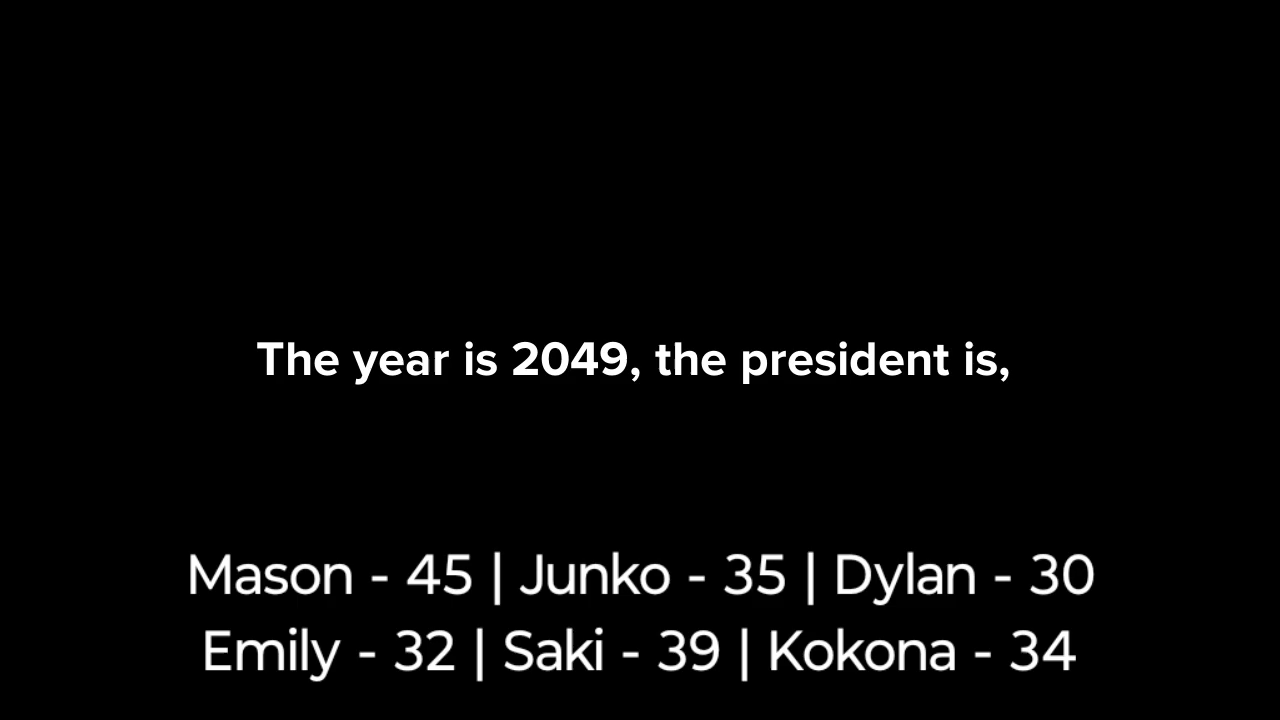 The year is 2049, the president is,
Mason - 45 | Junko - 35 | Dylan - 30
Emily - 32 | Saki - 39 | Kokona - 34